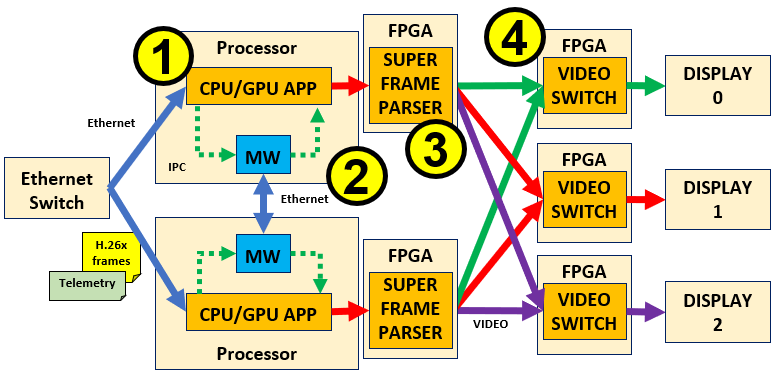 1
Processor
CPU/GPU APP
IPC
MW
2
Ethernet
Ethernet
Switch
Ethernet
H.26x
frames
Telemetry
MW
CPU/GPU APP
Processor
FPGA
SUPER
FRAME
PARSER
3
FPGA
SUPER
FRAME
PARSER
VIDEO
4
FPGA
VIDEO
SWITCH
DISPLAY
0
FPGA
VIDEO
SWITCH
DISPLAY
1
FPGA
VIDEO
SWITCH
DISPLAY
2